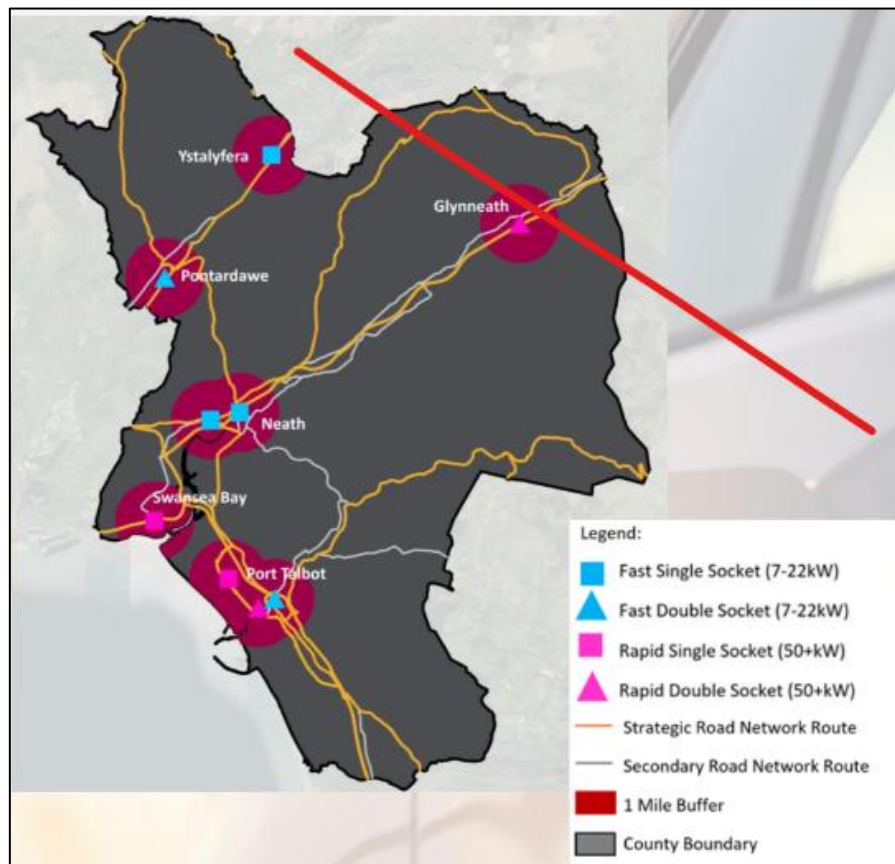 Ystalyfera
Glynneath
Pontardawe
Neath
Swansea Bay
Port Talbot
Legend:
Fast Single Socket (7-22kW)
Fast Double Socket (7-22kW)
Rapid Single Socket (50+kW)
Rapid Double Socket (50+kW)
Strategic Road Network Route
Secondary Road Network Route
1 Mile Buffer
County Boundary